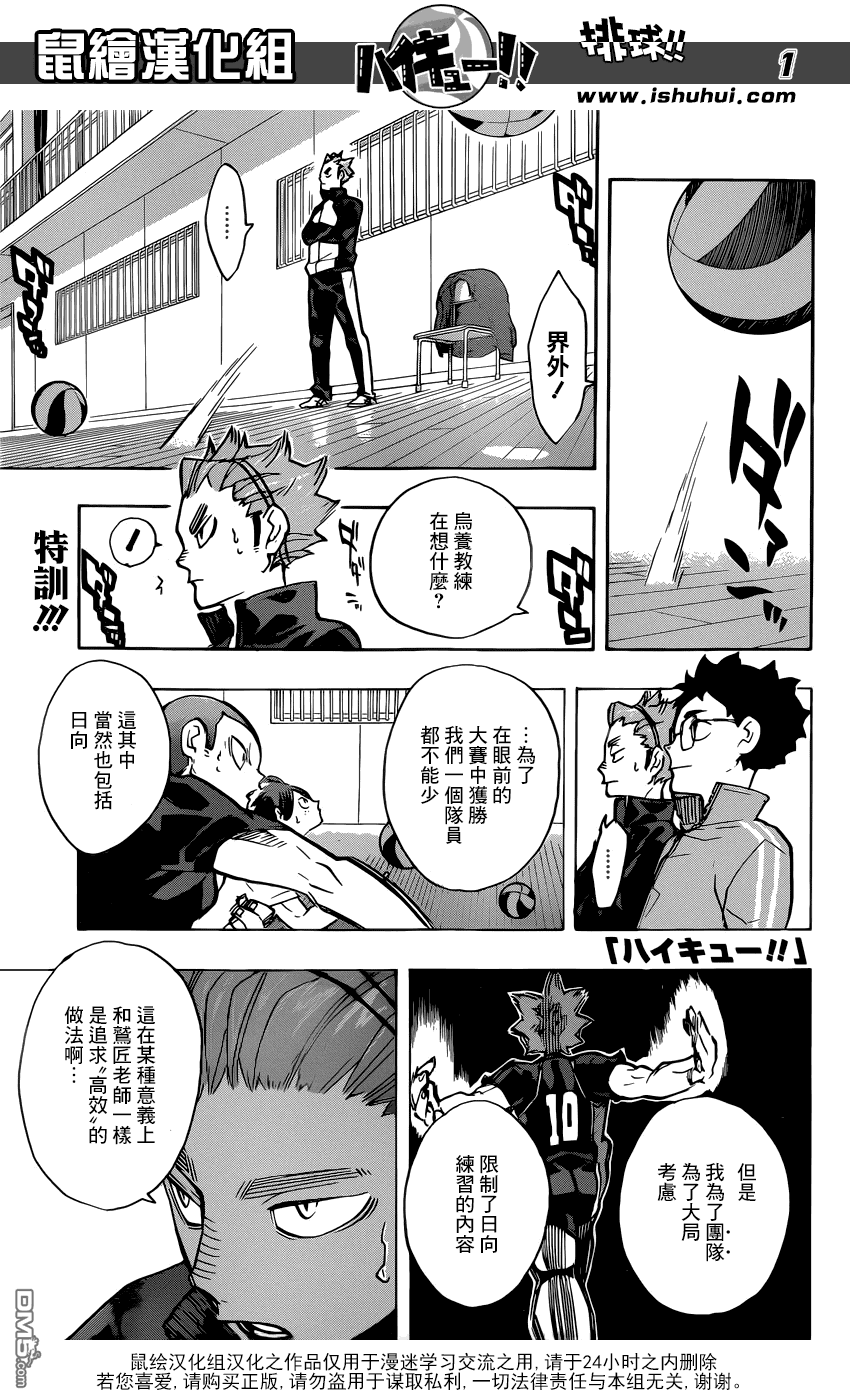 鼠繪漢化組
ハイキュー!!
排球!!
1
www.ishuhui.com
ダッ
……
界外！
特訓!!!
烏養教練
在想什麼？
……
…為了
在眼前的
大賽中獲勝
我們一個隊員
都不能少
這其中
當然也包括
日向
「ハイキュー!!」
但是
我為了團隊
為了大局
考慮
10
限制了日向
練習的內容
這在某種意義上
和鷲匠老師一樣
是追求“高效”的
做法啊…
DM5.com
鼠绘汉化组汉化之作品仅用于漫迷学习交流之用, 请于24小时之内删除
若您喜爱, 请购买正版, 请勿用于谋取私利, 一切法律责任与本组无关, 谢谢。